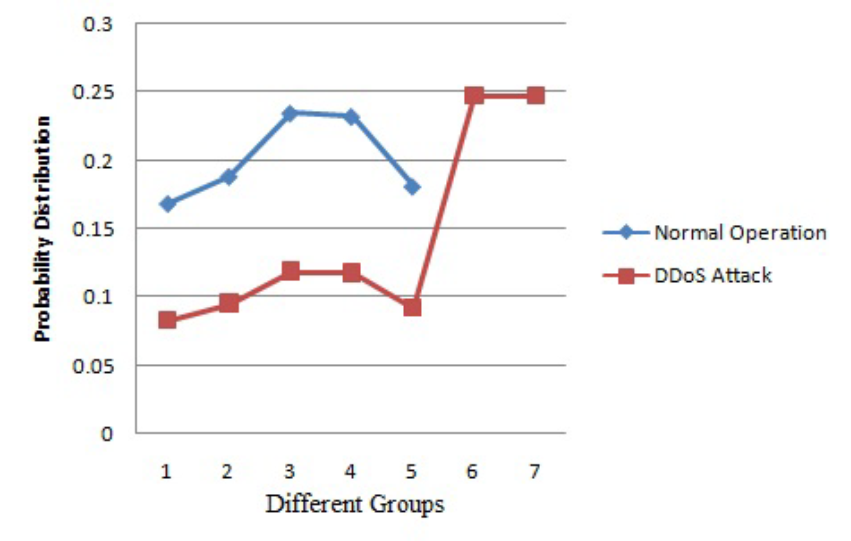 0.3
0.25
0.2
0.15
0.1
0.05
0
Probability Distribution
1 2 3 4 5 6 7
Different Groups
Normal Operation
DDoS Attack